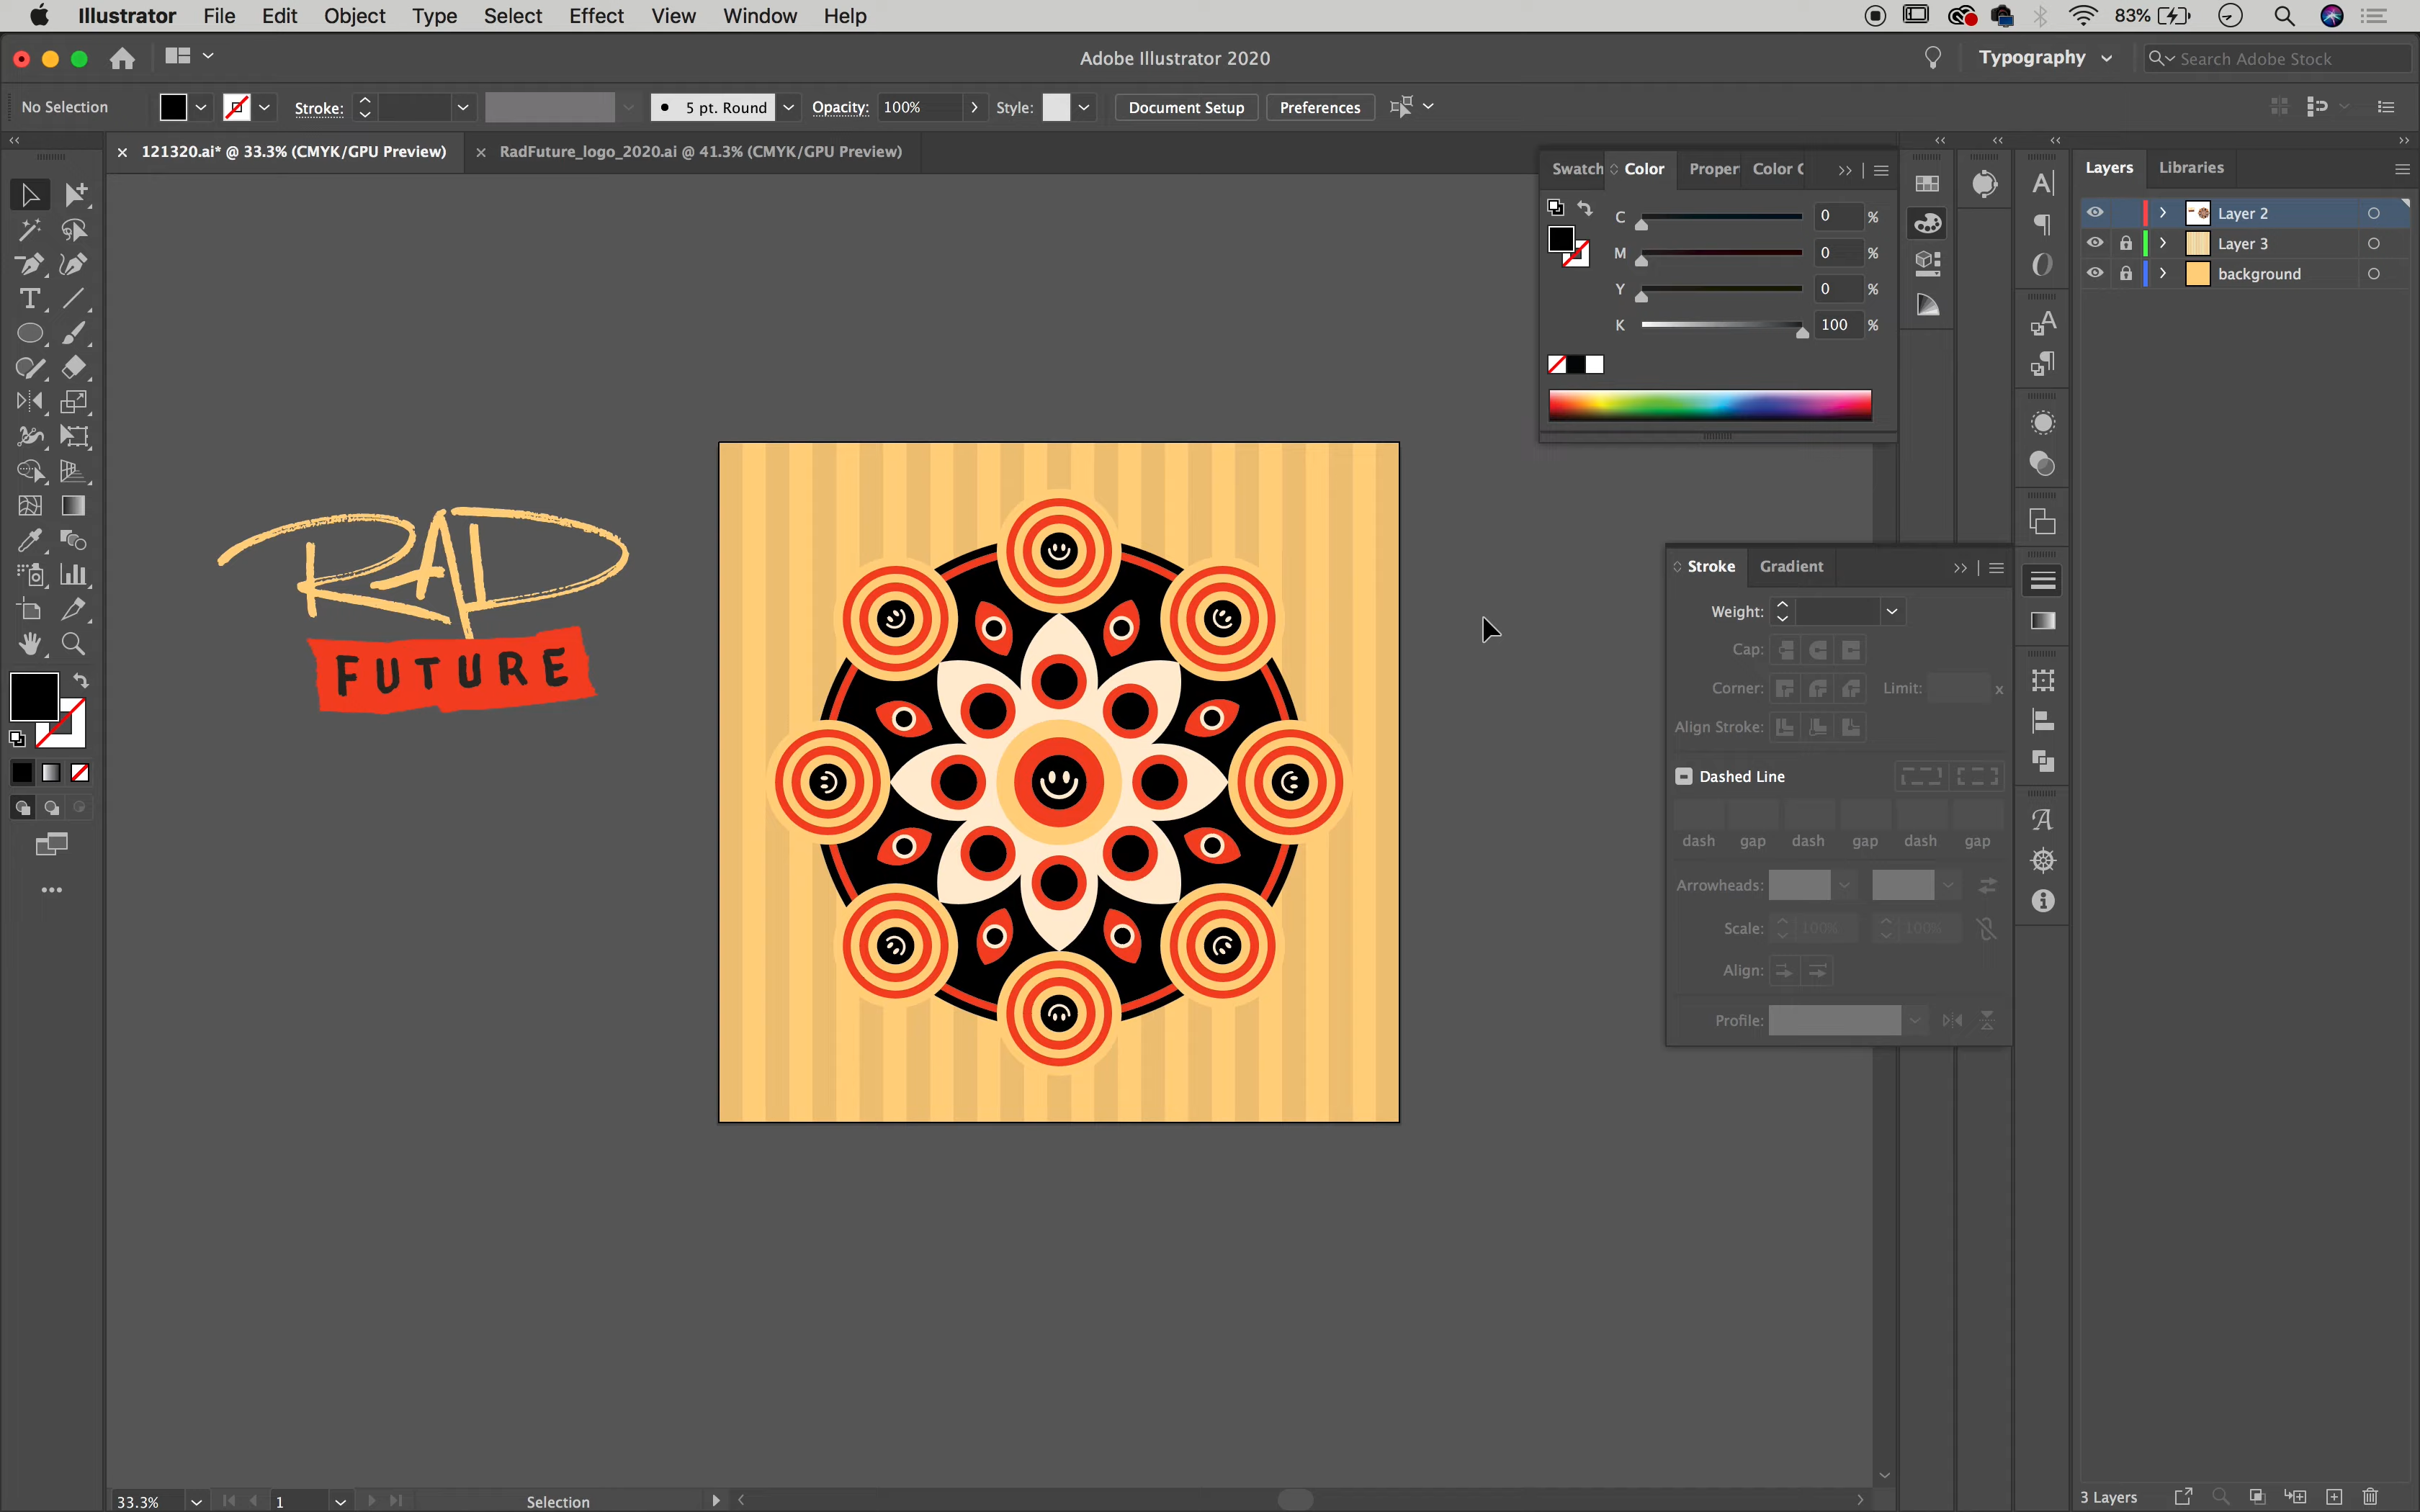 Illustrator File Edit Object Type Select Effect View Window Help 83%
Adobe Illustrator 2020 Typography Search Adobe Stock
No Selection Stroke: 5 pt. Round Opacity: 100% Style: Document Setup Preferences
121320.ai* @ 33.3% (CMYK/GPU Preview) RadFuture_logo_2020.ai @ 41.3% (CMYK/GPU Preview)
Swatch Color Proper Color C
Layers Libraries
C 0 %
M 0 %
Y 0 %
K 100 %
Layer 2
Layer 3
background
RAD
FUTURE
Stroke Gradient
Weight:
Cap:
Corner: Limit: x
Align Stroke:
Dashed Line
dash gap dash gap dash gap
Arrowheads:
Scale: 100% 100%
Align:
Profile:
33.3% 1 Selection
3 Layers